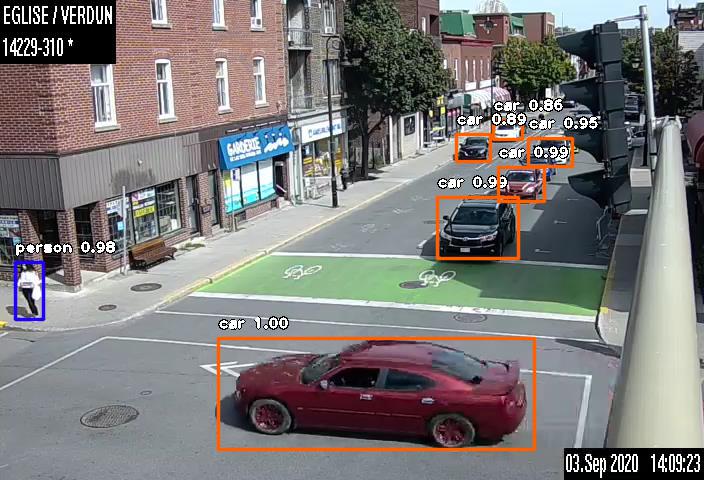 EGLISE / VERDUN
14229-310 *
car 0.86
car 0.89
car 0.95
car 0.99
car 0.99
GARDERIE
person 0.98
car 1.00
03.Sep 2020 14:09:23